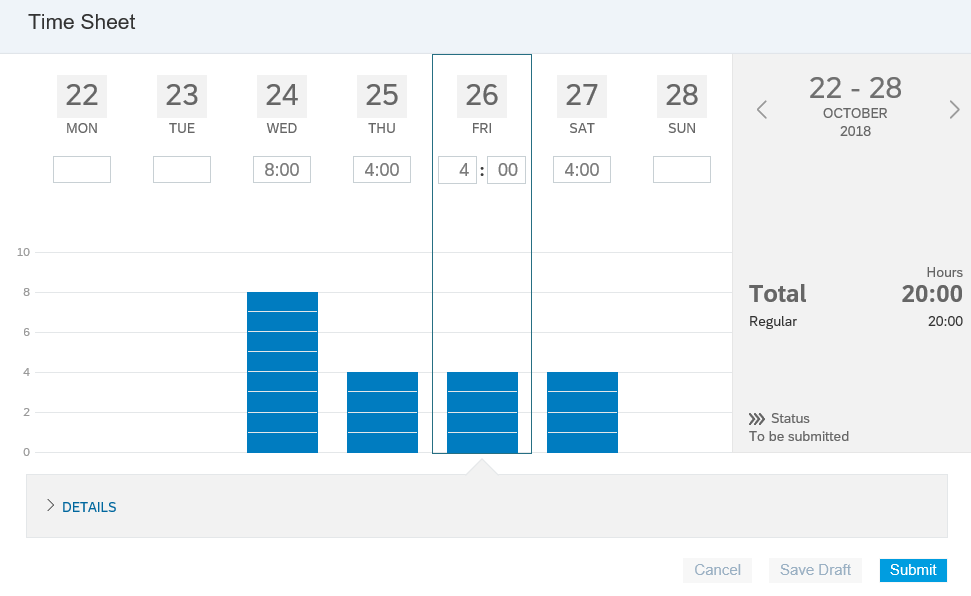 Time Sheet
22 23 24 25 26 27 28
MON TUE WED THU FRI SAT SUN
8:00 4:00 4 : 00 4:00
22 - 28
OCTOBER
2018
10
8
6
4
2
0
Hours
Total 20:00
Regular 20:00
Status
To be submitted
DETAILS
Cancel Save Draft Submit